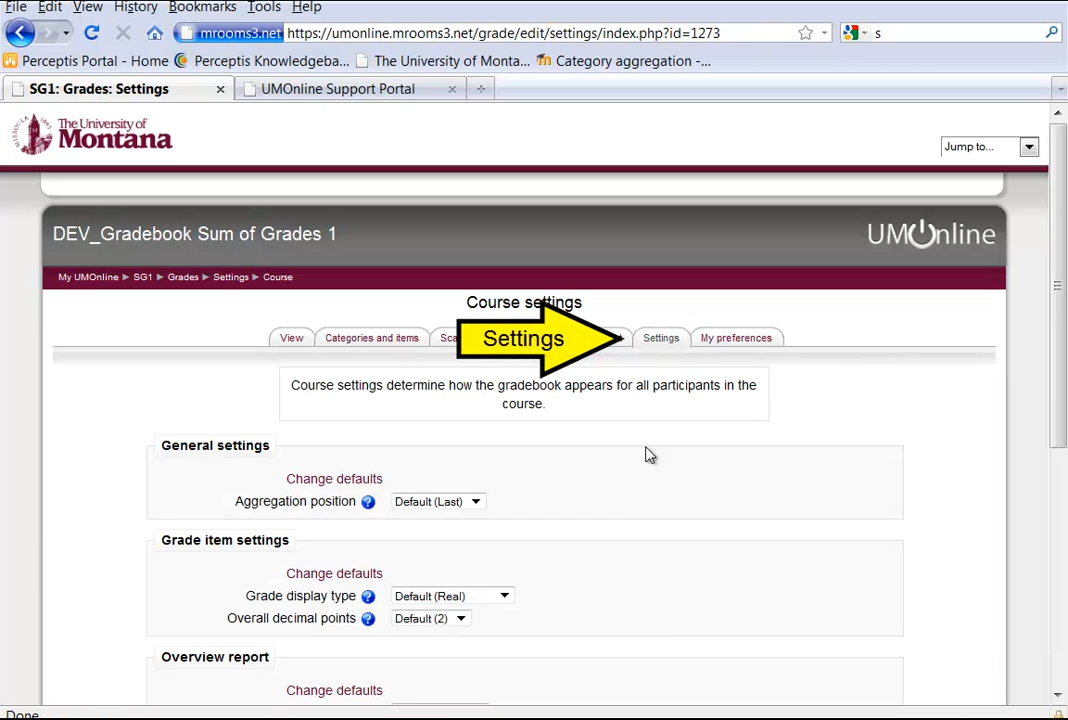 File Edit View History Bookmarks Tools Help
mrooms3.net https://umonline.mrooms3.net/grade/edit/settings/index.php?id=1273 s
Perceptis Portal - Home Perceptis Knowledgeba... The University of Monta... Category aggregation -...
SG1: Grades: Settings UMOnline Support Portal
The University of
Montana
MISSOULA
Jump to...
DEV_Gradebook Sum of Grades 1 UMOnline
My UMOnline ► SG1 ► Grades ► Settings ► Course
Course settings
View Categories and items Settings Settings My preferences
Course settings determine how the gradebook appears for all participants in the
course.
General settings
Change defaults
Aggregation position ? Default (Last)
Grade item settings
Change defaults
Grade display type ? Default (Real)
Overall decimal points ? Default (2)
Overview report
Change defaults
Done